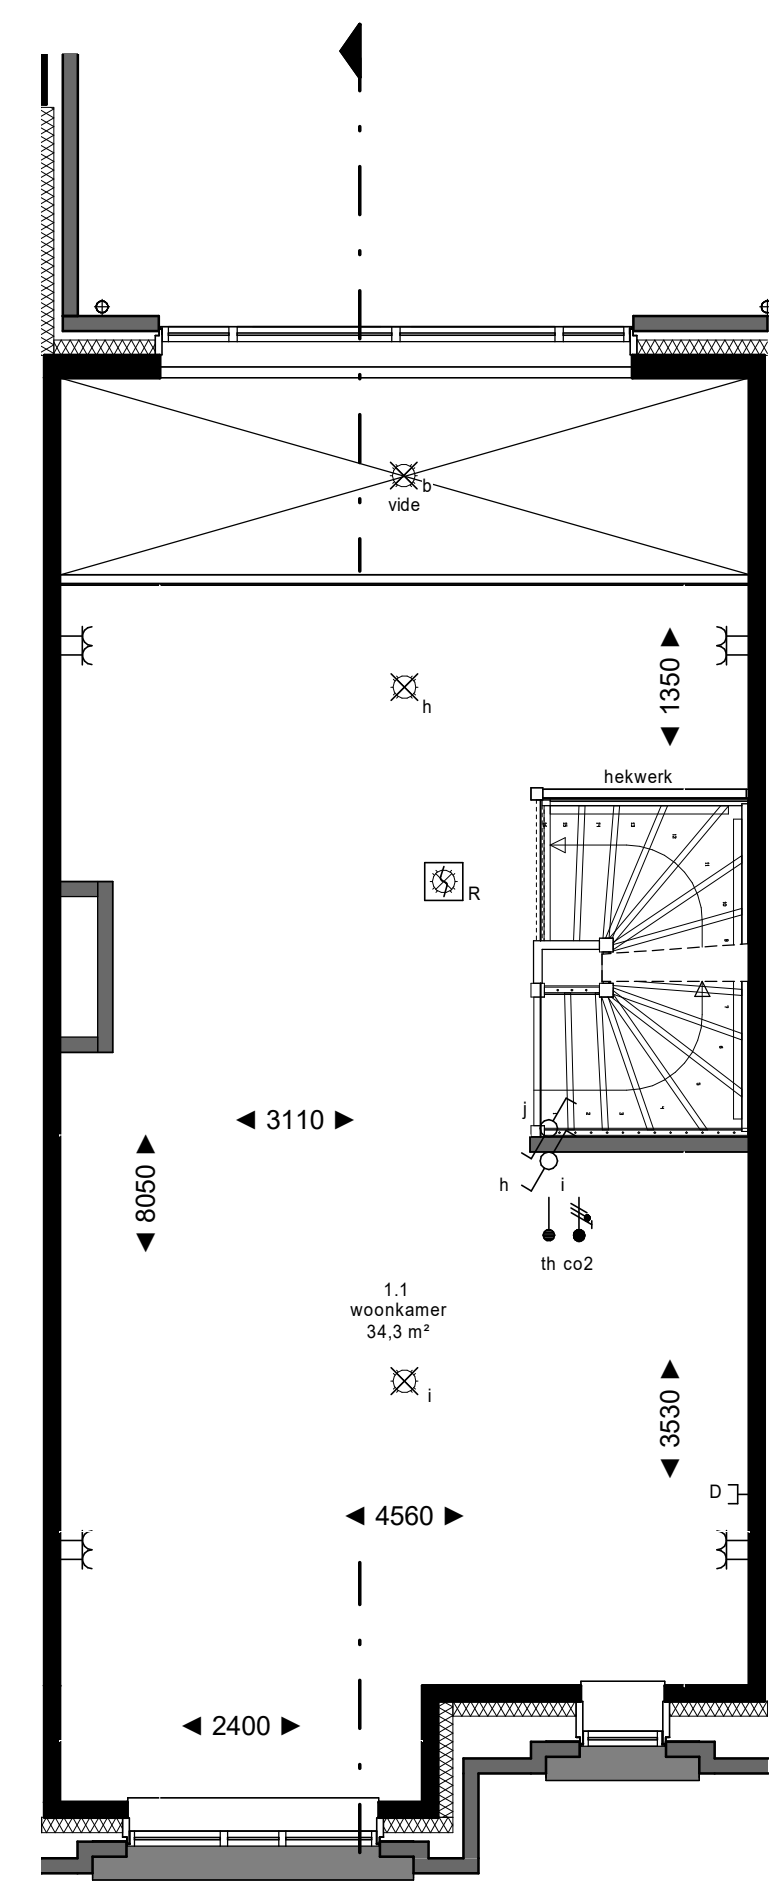 b
vide
1350
h
hekwerk
R
j
3110
8050
h
i
th co2
1.1
woonkamer
34,3 m²
i
3530
D
4560
2400